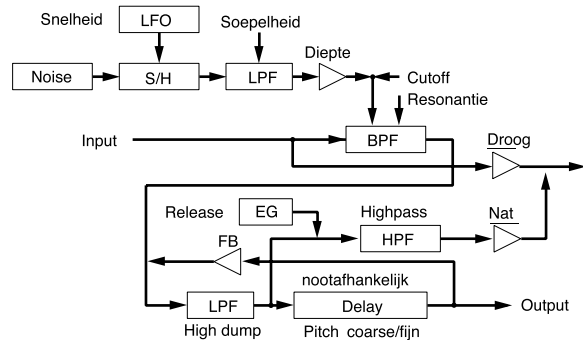 Snelheid
LFO
Soepelheid
Diepte
Noise
S/H
LPF
Cutoff
Resonantie
Input
BPF
Droog
Release
EG
Highpass
Nat
HPF
FB
nootafhankelijk
LPF
Delay
Output
High dump
Pitch coarse/fijn